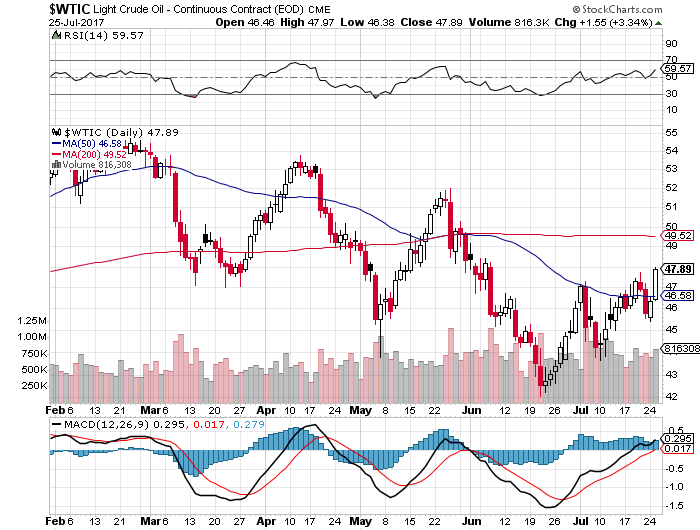 $WTIC Light Crude Oil - Continuous Contract (EOD) CME © StockCharts.com
25-Jul-2017 Open 46.46 High 47.97 Low 46.38 Close 47.89 Volume 816.3K Chg +1.55 (+3.34%)
RSI(14) 59.57
90
70
59.57
50
30
10
$WTIC (Daily) 47.89
MA(50) 46.58
MA(200) 49.52
Volume 816,308
55
54
53
52
51
50
49.52
49
47.89
47
46.58
46
45
44
816308
43
42
1.25M
1.00M
750K
500K
250K
Feb 6 13 21 Mar 6 13 20 27 Apr 10 17 24 May 8 15 22 Jun 12 19 26 Jul 10 17 24
MACD(12,26,9) 0.295, 0.017, 0.279
0.5
0.295
0.017
-0.5
-1.0
-1.5
Feb 6 13 21 Mar 6 13 20 27 Apr 10 17 24 May 8 15 22 Jun 12 19 26 Jul 10 17 24